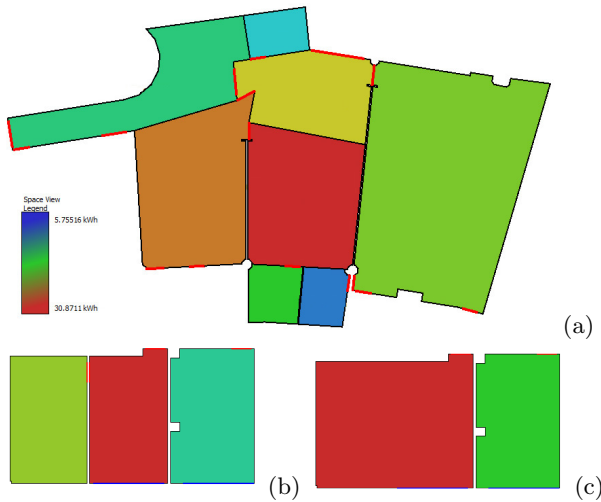 Space View
Legend
5.75516 kWh
30.8711 kWh
(a)
(b)
(c)